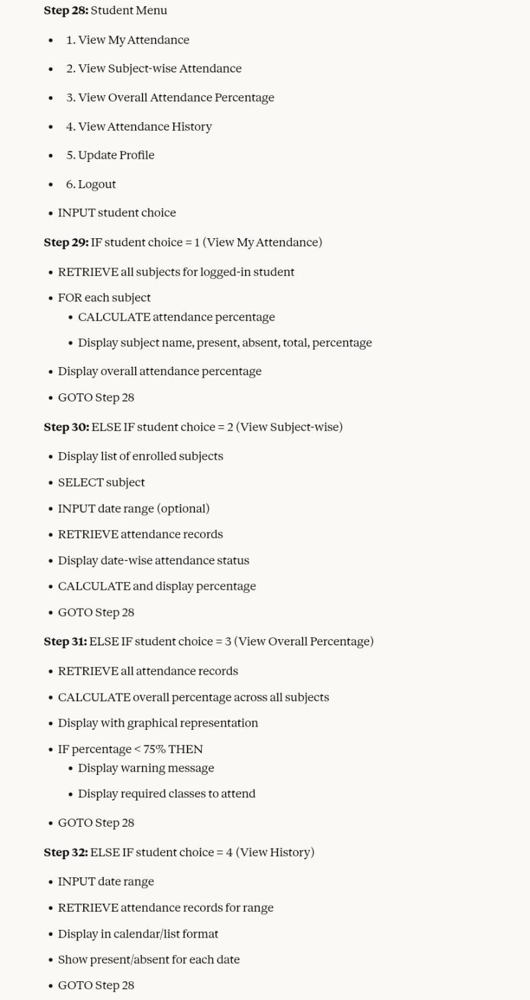 Step 28: Student Menu
• 1. View My Attendance
• 2. View Subject-wise Attendance
• 3. View Overall Attendance Percentage
• 4. View Attendance History
• 5. Update Profile
• 6. Logout
• INPUT student choice
Step 29: IF student choice = 1 (View My Attendance)
• RETRIEVE all subjects for logged-in student
• FOR each subject
• CALCULATE attendance percentage
• Display subject name, present, absent, total, percentage
• Display overall attendance percentage
• GOTO Step 28
Step 30: ELSE IF student choice = 2 (View Subject-wise)
• Display list of enrolled subjects
• SELECT subject
• INPUT date range (optional)
• RETRIEVE attendance records
• Display date-wise attendance status
• CALCULATE and display percentage
• GOTO Step 28
Step 31: ELSE IF student choice = 3 (View Overall Percentage)
• RETRIEVE all attendance records
• CALCULATE overall percentage across all subjects
• Display with graphical representation
• IF percentage < 75% THEN
• Display warning message
• Display required classes to attend
• GOTO Step 28
Step 32: ELSE IF student choice = 4 (View History)
• INPUT date range
• RETRIEVE attendance records for range
• Display in calendar/list format
• Show present/absent for each date
• GOTO Step 28